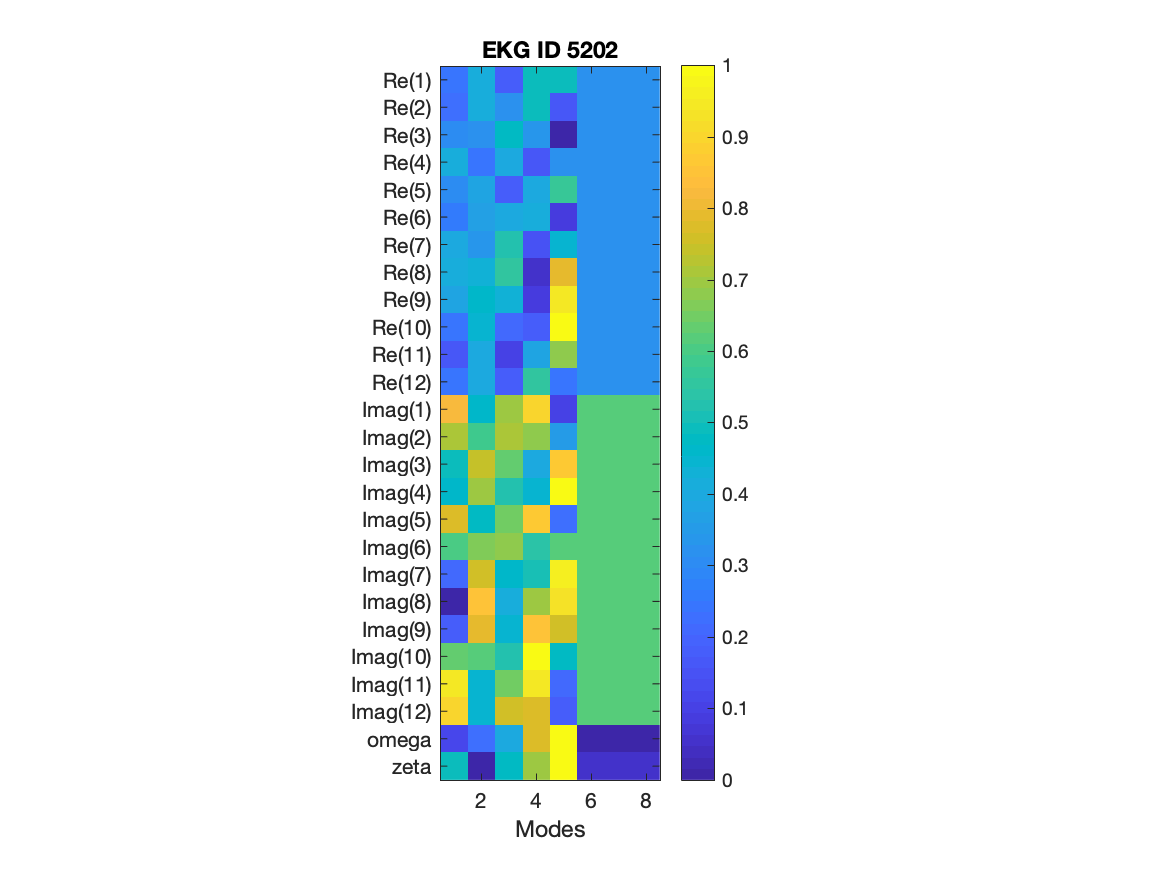 EKG ID 5202
Re(1)
Re(2)
Re(3)
Re(4)
Re(5)
Re(6)
Re(7)
Re(8)
Re(9)
Re(10)
Re(11)
Re(12)
Imag(1)
Imag(2)
Imag(3)
Imag(4)
Imag(5)
Imag(6)
Imag(7)
Imag(8)
Imag(9)
Imag(10)
Imag(11)
Imag(12)
omega
zeta
2 4 6 8
Modes
1
0.9
0.8
0.7
0.6
0.5
0.4
0.3
0.2
0.1
0